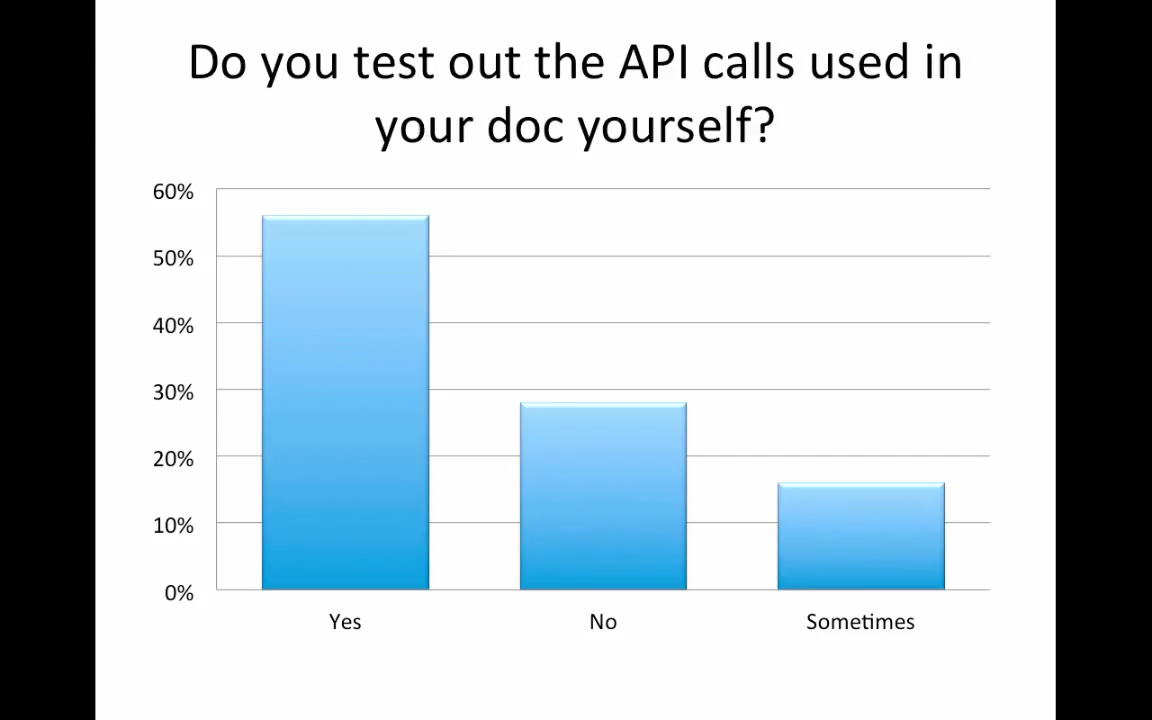 Do you test out the API calls used in
your doc yourself?
60%
50%
40%
30%
20%
10%
0%
Yes
No
Sometimes